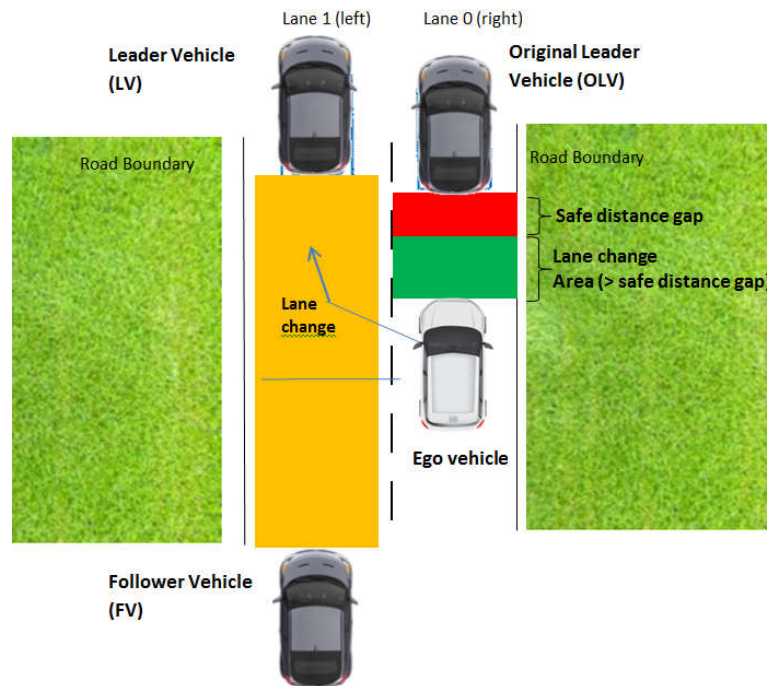 Lane 1 (left)
Lane 0 (right)
Leader Vehicle
(LV)
Original Leader
Vehicle (OLV)
Road Boundary
Road Boundary
Safe distance gap
Lane change
Area (> safe distance gap)
Lane
change
Ego vehicle
Follower Vehicle
(FV)